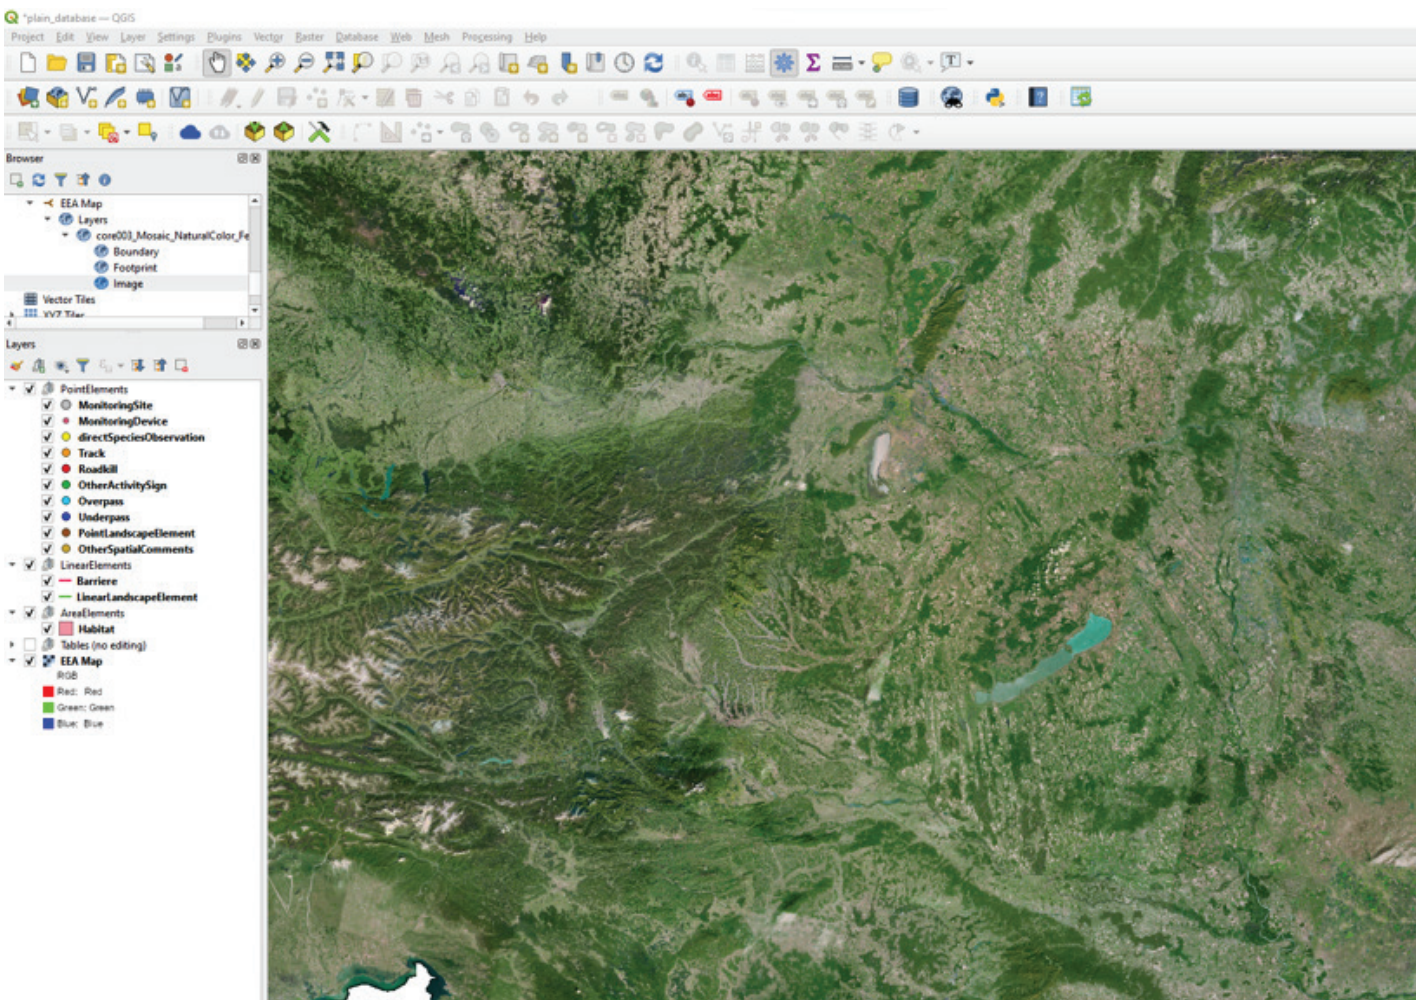 *plain_database — QGIS
Project Edit View Layer Settings Plugins Vector Raster Database Web Mesh Processing Help
Browser
EEA Map
Layers
core003_Mosaic_NaturalColor_Fe
Boundary
Footprint
Image
Vector Tiles
XYZ Tiles
Layers
PointElements
MonitoringSite
MonitoringDevice
directSpeciesObservation
Track
Roadkill
OtherActivitySign
Overpass
Underpass
PointLandscapeElement
OtherSpatialComments
LinearElements
Barriere
LinearLandscapeElement
AreaElements
Habitat
Tables (no editing)
EEA Map
RGB
Red: Red
Green: Green
Blue: Blue